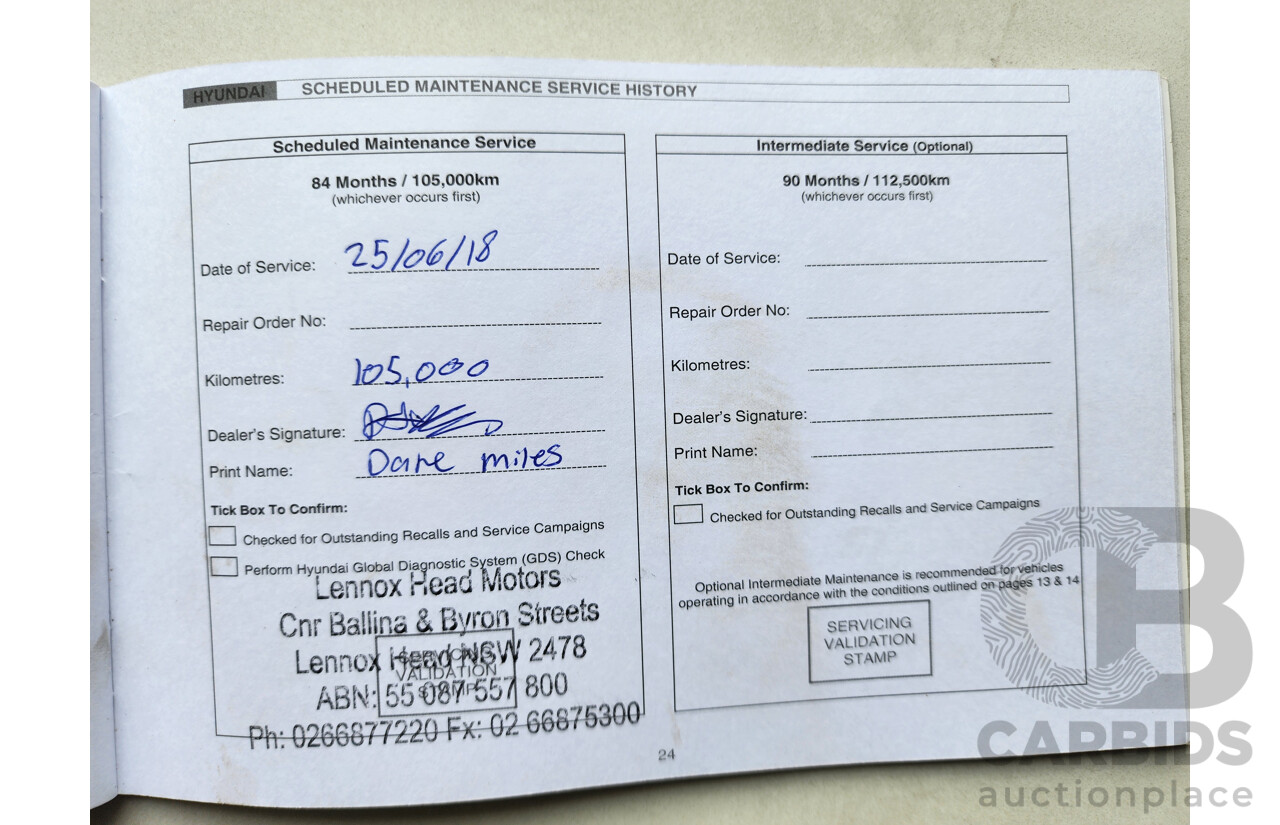 HYUNDAI SCHEDULED MAINTENANCE SERVICE HISTORY
Scheduled Maintenance Service
84 Months / 105,000km
(whichever occurs first)
Date of Service: 25/06/18
Repair Order No:
Kilometres: 105,000
Dealer's Signature:
Print Name: Dane miles
Tick Box To Confirm:
Checked for Outstanding Recalls and Service Campaigns
Perform Hyundai Global Diagnostic System (GDS) Check
Lennox Head Motors
Cnr Ballina & Byron Streets
Lennox Head NSW 2478
ABN: 55 087 557 800
Ph: 0266877220 Fx: 02 66875300
SERVICING
VALIDATION
STAMP
Intermediate Service (Optional)
90 Months / 112,500km
(whichever occurs first)
Date of Service:
Repair Order No:
Kilometres:
Dealer's Signature:
Print Name:
Tick Box To Confirm:
Checked for Outstanding Recalls and Service Campaigns
Optional Intermediate Maintenance is recommended for vehicles
operating in accordance with the conditions outlined on pages 13 & 14
SERVICING
VALIDATION
STAMP
24
CB
CARBIDS
auctionplace